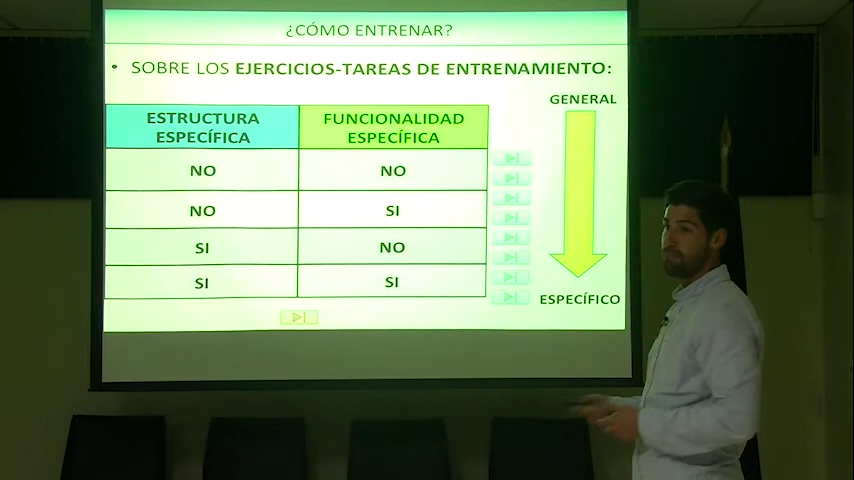 ¿CÓMO ENTRENAR?
• SOBRE LOS EJERCICIOS-TAREAS DE ENTRENAMIENTO:
GENERAL
ESTRUCTURA ESPECÍFICA
FUNCIONALIDAD ESPECÍFICA
NO NO
NO SI
SI NO
SI SI
ESPECÍFICO